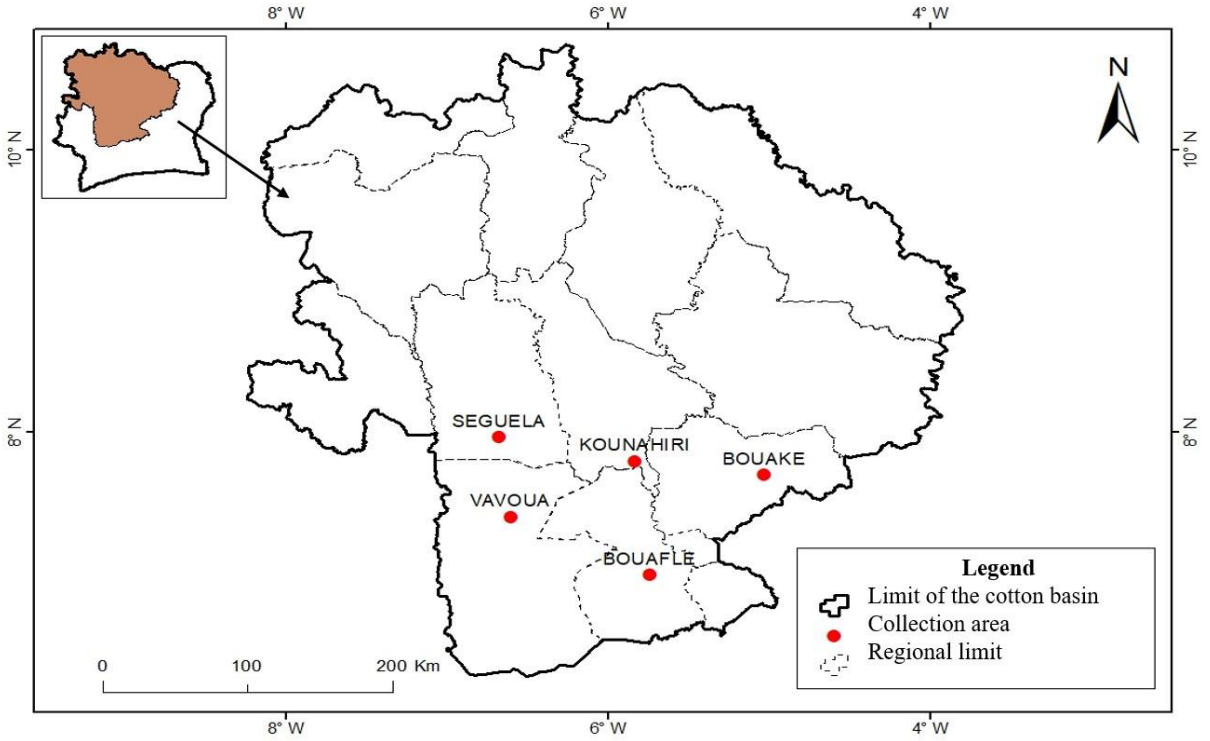 8° W 6° W 4° W
N
10° N 10° N
8° N 8° N
SEGUELA
KOUNAHIRI
BOUAKE
VAVOUA
BOUAFLE
Legend
Limit of the cotton basin
Collection area
Regional limit
0 100 200 Km
8° W 6° W 4° W